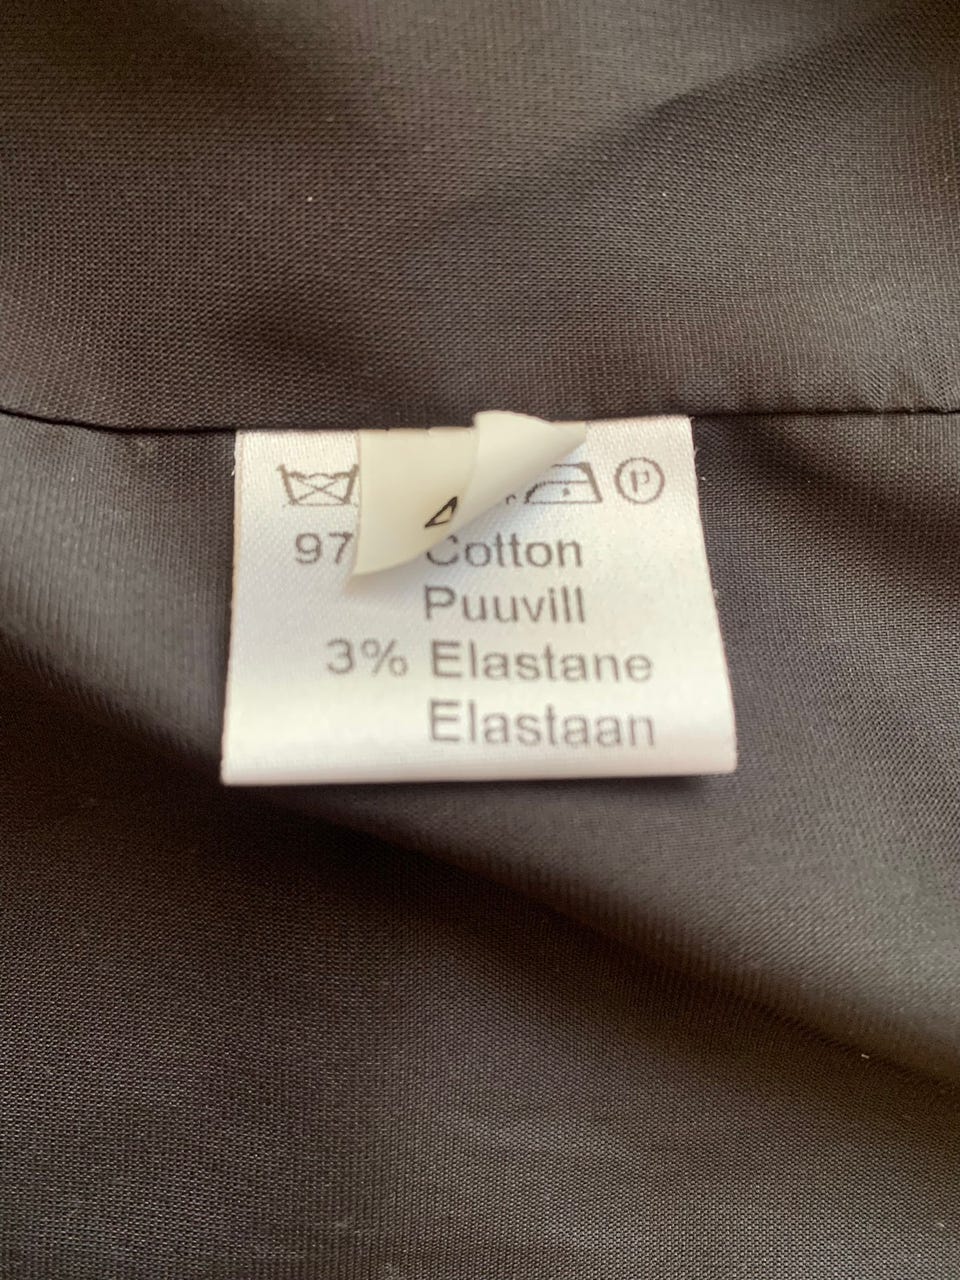 P
97 Cotton
Puuvill
3% Elastane
Elastaan